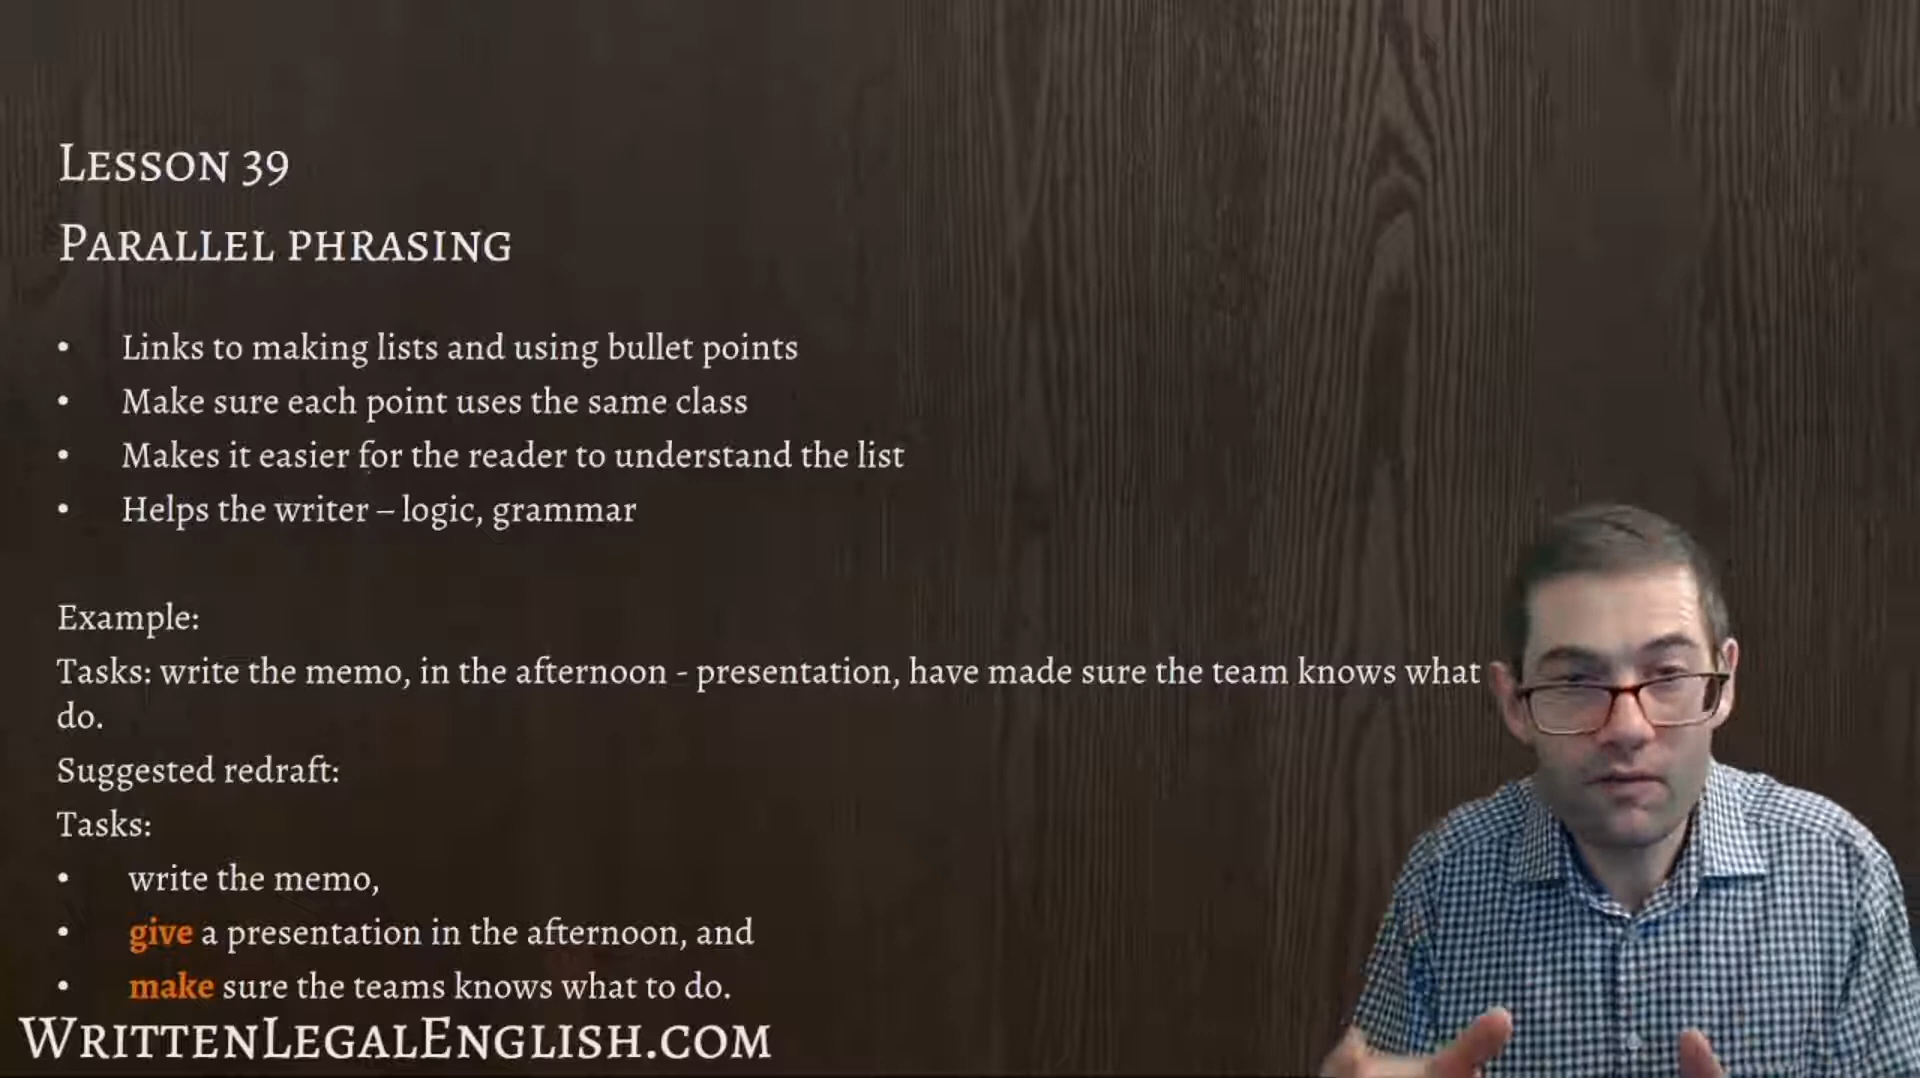 Lesson 39
Parallel phrasing
• Links to making lists and using bullet points
• Make sure each point uses the same class
• Makes it easier for the reader to understand the list
• Helps the writer – logic, grammar
Example:
Tasks: write the memo, in the afternoon - presentation, have made sure the team knows what
do.
Suggested redraft:
Tasks:
• write the memo,
• give a presentation in the afternoon, and
• make sure the teams knows what to do.
WrittenLegalEnglish.com